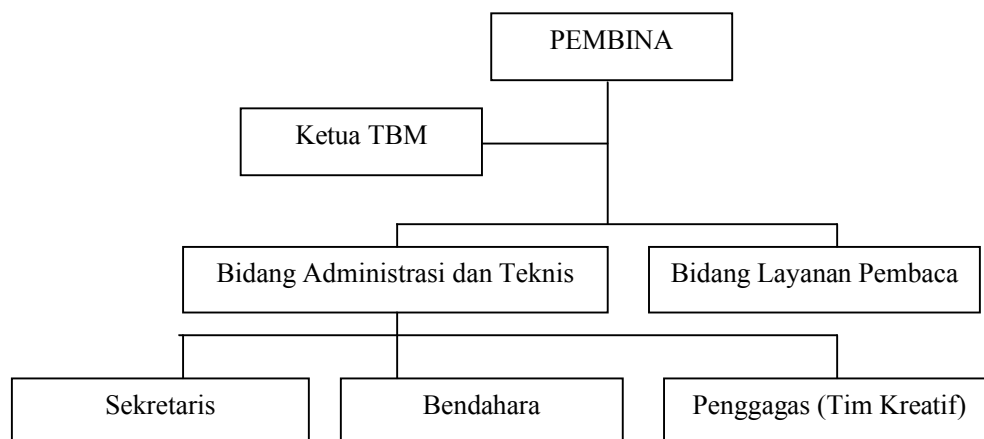 PEMBINA
Ketua TBM
Bidang Administrasi dan Teknis
Bidang Layanan Pembaca
Sekretaris
Bendahara
Penggagas (Tim Kreatif)